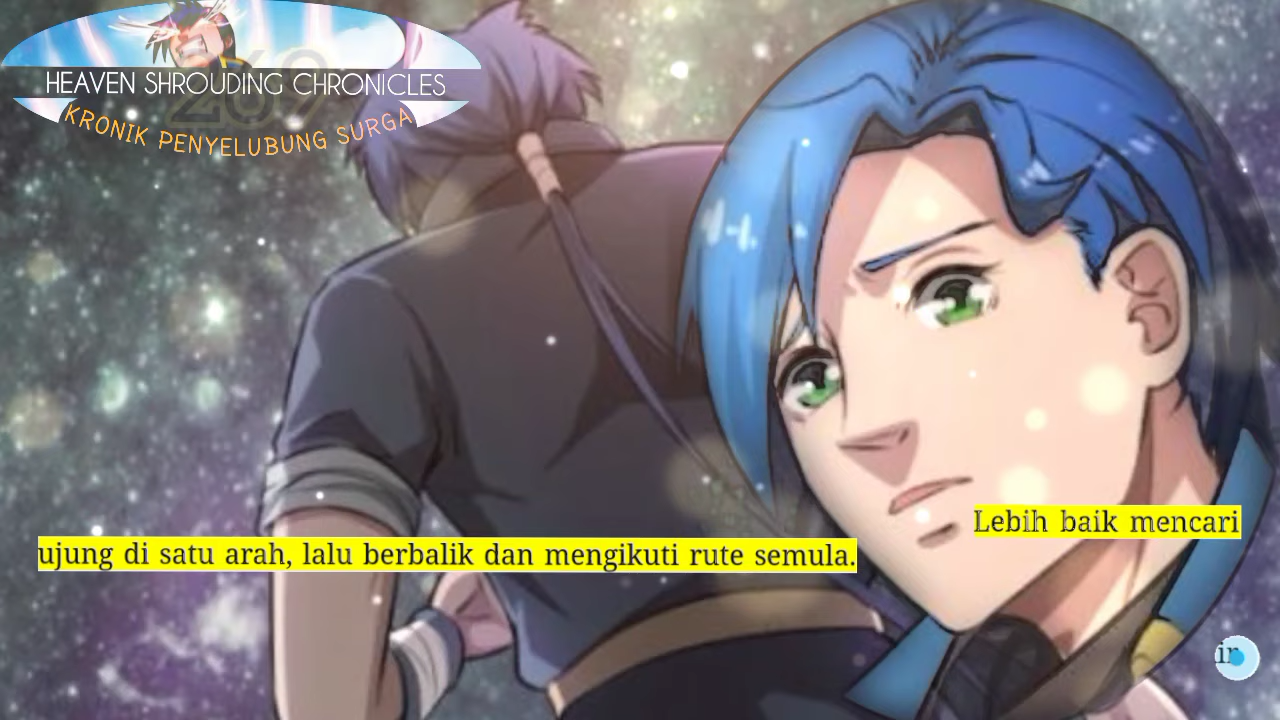 269
HEAVEN SHROUDING CHRONICLES
KRONIK PENYELUBUNG SURGA
Lebih baik mencari
ujung di satu arah, lalu berbalik dan mengikuti rute semula.